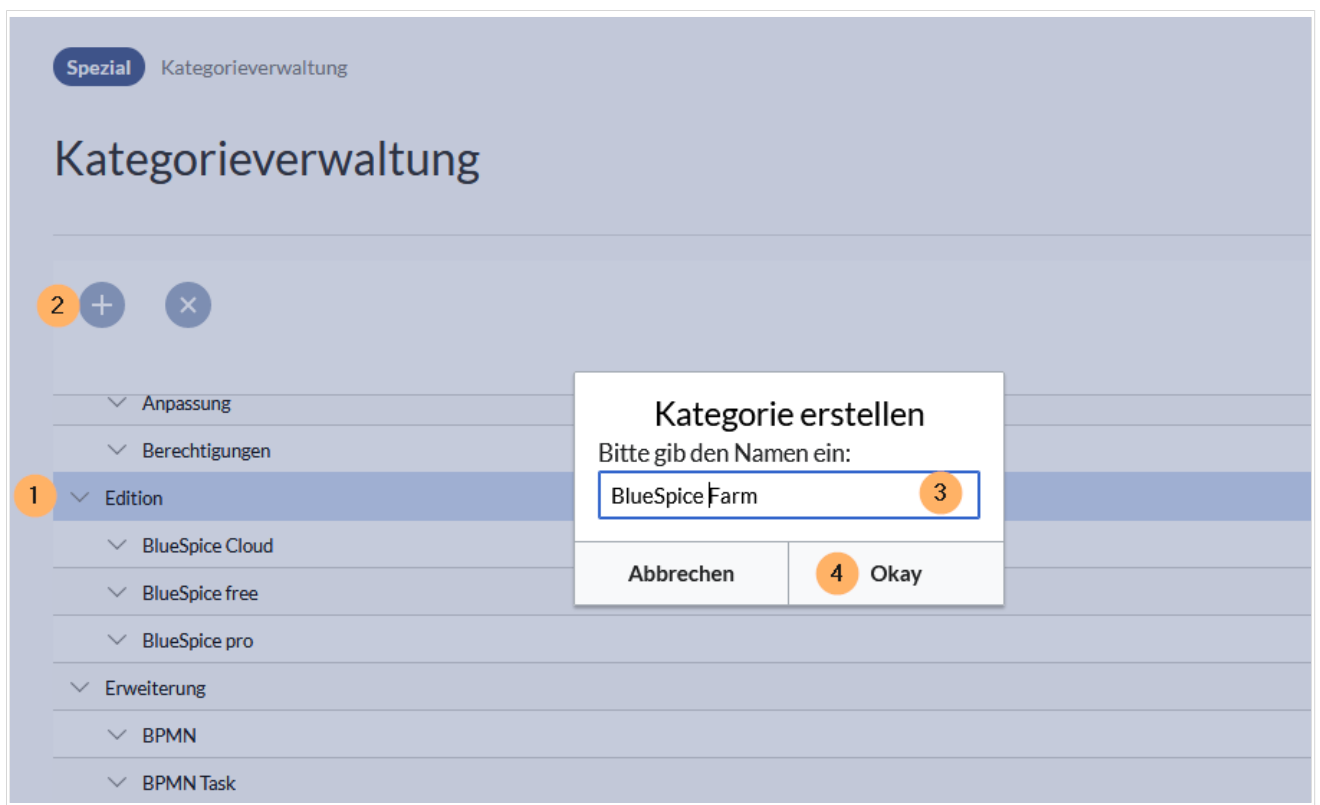 Spezial Kategorieverwaltung
Kategorieverwaltung
2
Anpassung
Berechtigungen
1 Edition
BlueSpice Cloud
BlueSpice free
BlueSpice pro
Erweiterung
BPMN
BPMN Task
Kategorie erstellen
Bitte gib den Namen ein:
BlueSpice Farm 3
Abbrechen 4 Okay